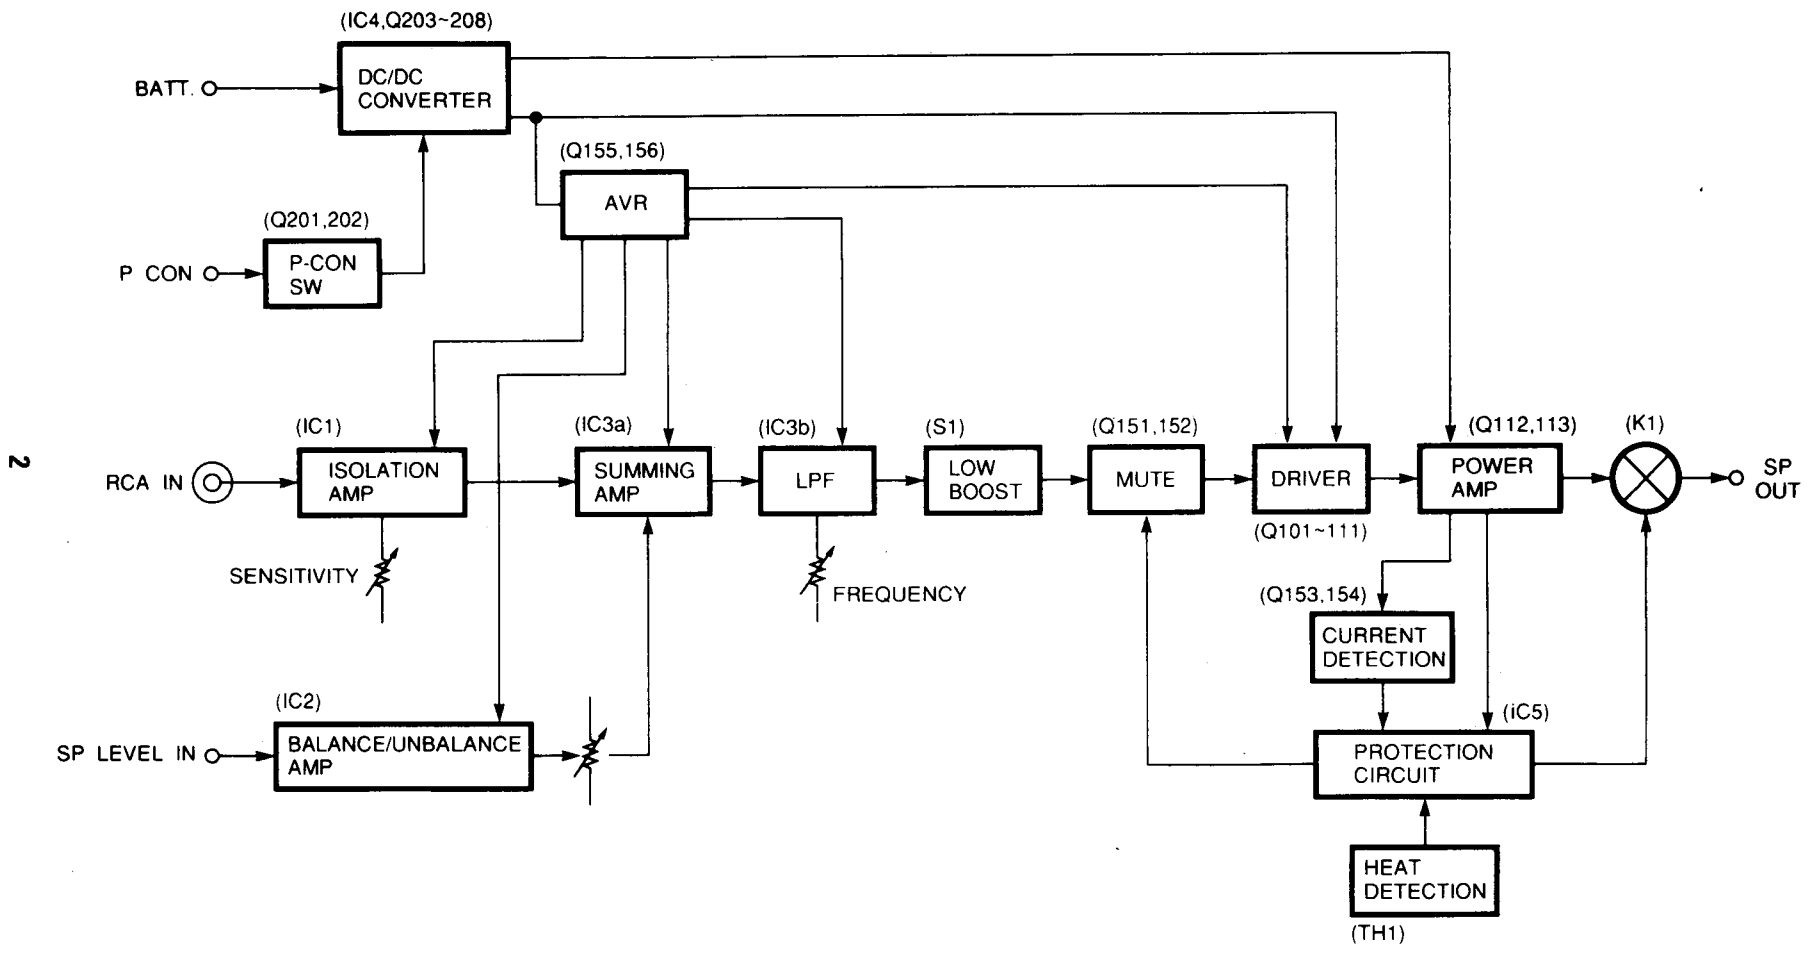 (IC4,Q203~208)
DC/DC
CONVERTER
BATT.
(Q155,156)
AVR
(Q201,202)
P CON
P-CON
SW
(IC1)
(IC3a)
(IC3b)
(S1)
(Q151,152)
(Q112,113)
(K1)
2
RCA IN
ISOLATION
AMP
SUMMING
AMP
LPF
LOW
BOOST
MUTE
DRIVER
POWER
AMP
SP
OUT
(Q101~111)
SENSITIVITY
FREQUENCY
(Q153,154)
CURRENT
DETECTION
(IC2)
(iC5)
SP LEVEL IN
BALANCE/UNBALANCE
AMP
PROTECTION
CIRCUIT
HEAT
DETECTION
(TH1)